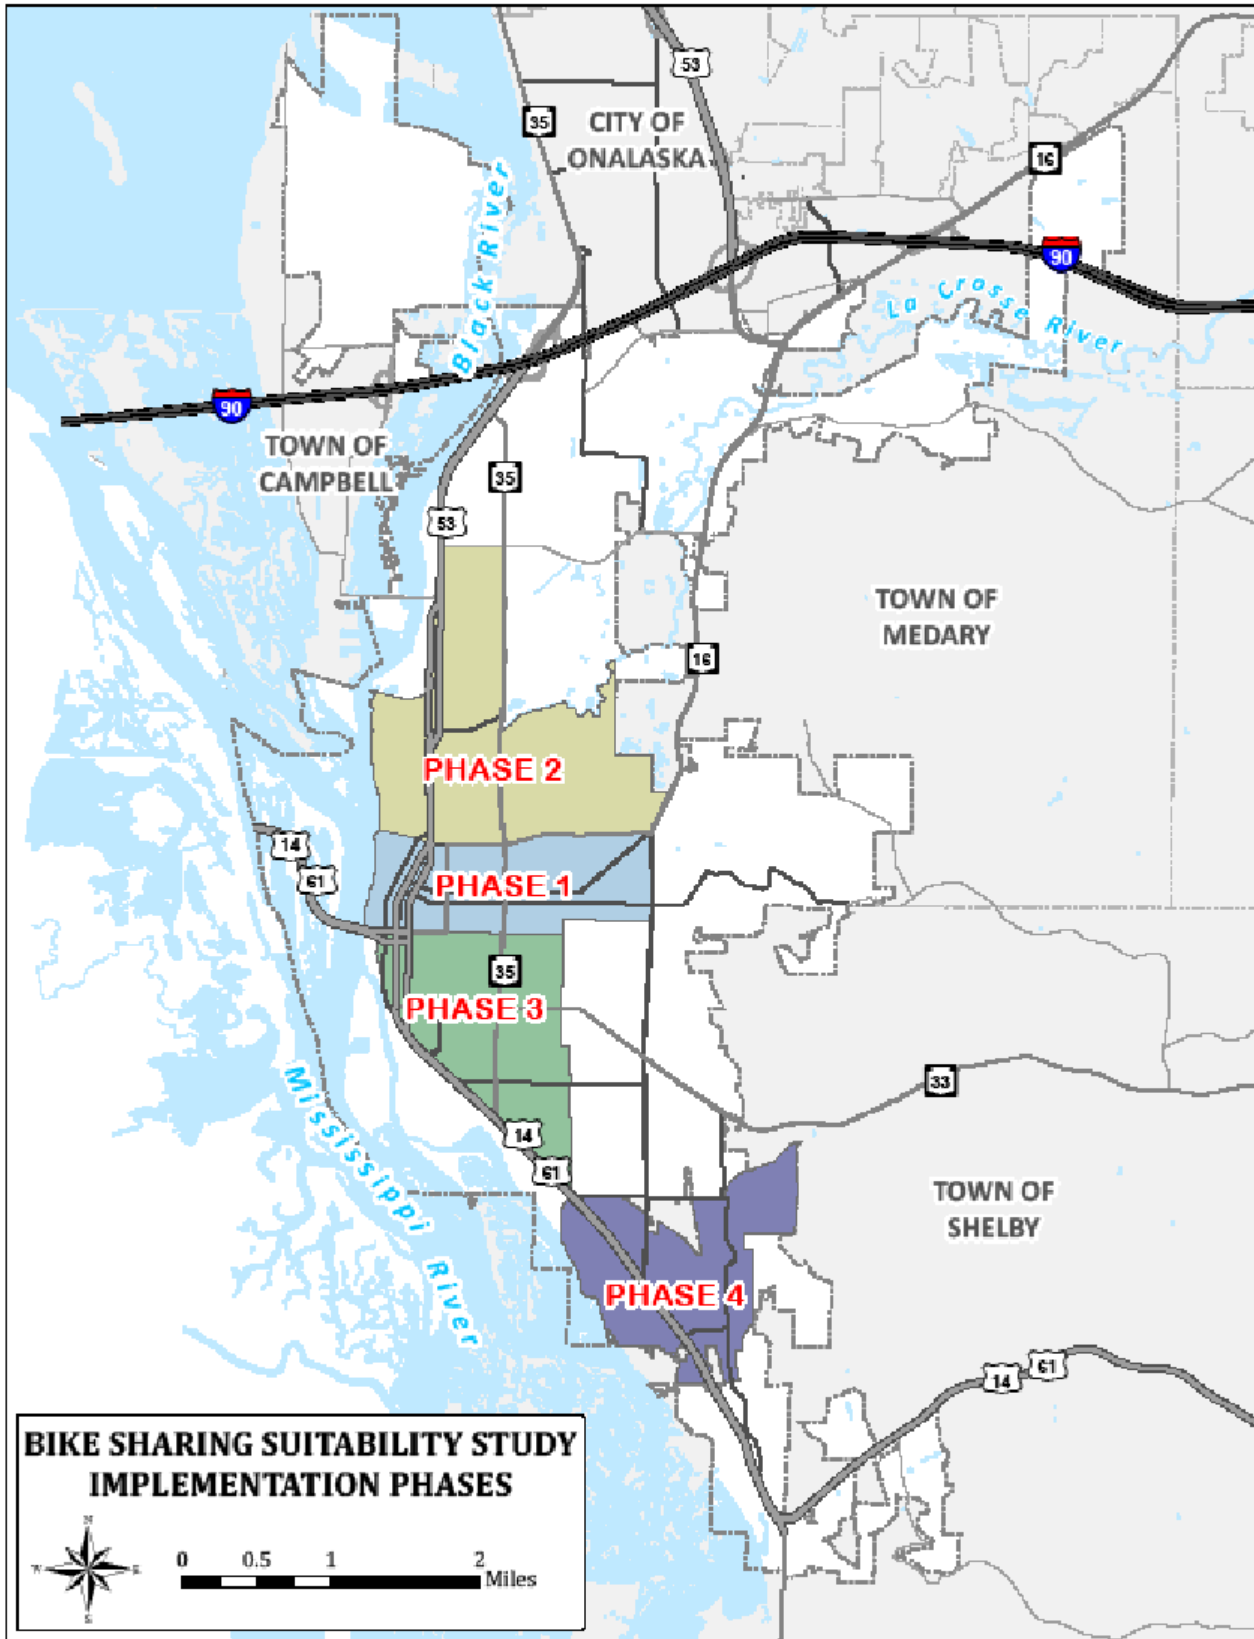 53
35
CITY OF
ONALASKA
16
Black River
90
La Crosse River
90
TOWN OF
CAMPBELL
35
53
TOWN OF
MEDARY
16
PHASE 2
14
61
PHASE 1
35
PHASE 3
33
Mississippi River
14
61
TOWN OF
SHELBY
PHASE 4
61
14
BIKE SHARING SUITABILITY STUDY
IMPLEMENTATION PHASES
N
W
E
S
0 0.5 1 2
Miles